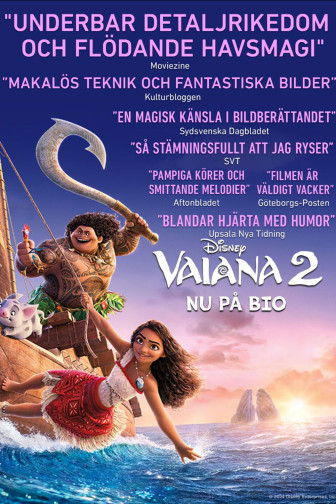 "UNDERBAR DETALJRIKEDOM
OCH FLÖDANDE HAVSMAGI"
Moviezine
"MAKALÖS TEKNIK OCH FANTASTISKA BILDER"
Kulturbloggen
"EN MAGISK KÄNSLA I BILDBERÄTTANDET"
Sydsvenska Dagbladet
"SÅ STÄMNINGSFULLT ATT JAG RYSER"
SVT
"PAMPIGA KÖRER OCH
SMITTANDE MELODIER"
Aftonbladet
"FILMEN ÄR
VÄLDIGT VACKER"
Göteborgs-Posten
"BLANDAR HJÄRTA MED HUMOR"
Upsala Nya Tidning
Disney
VAIANA 2
NU PÅ BIO